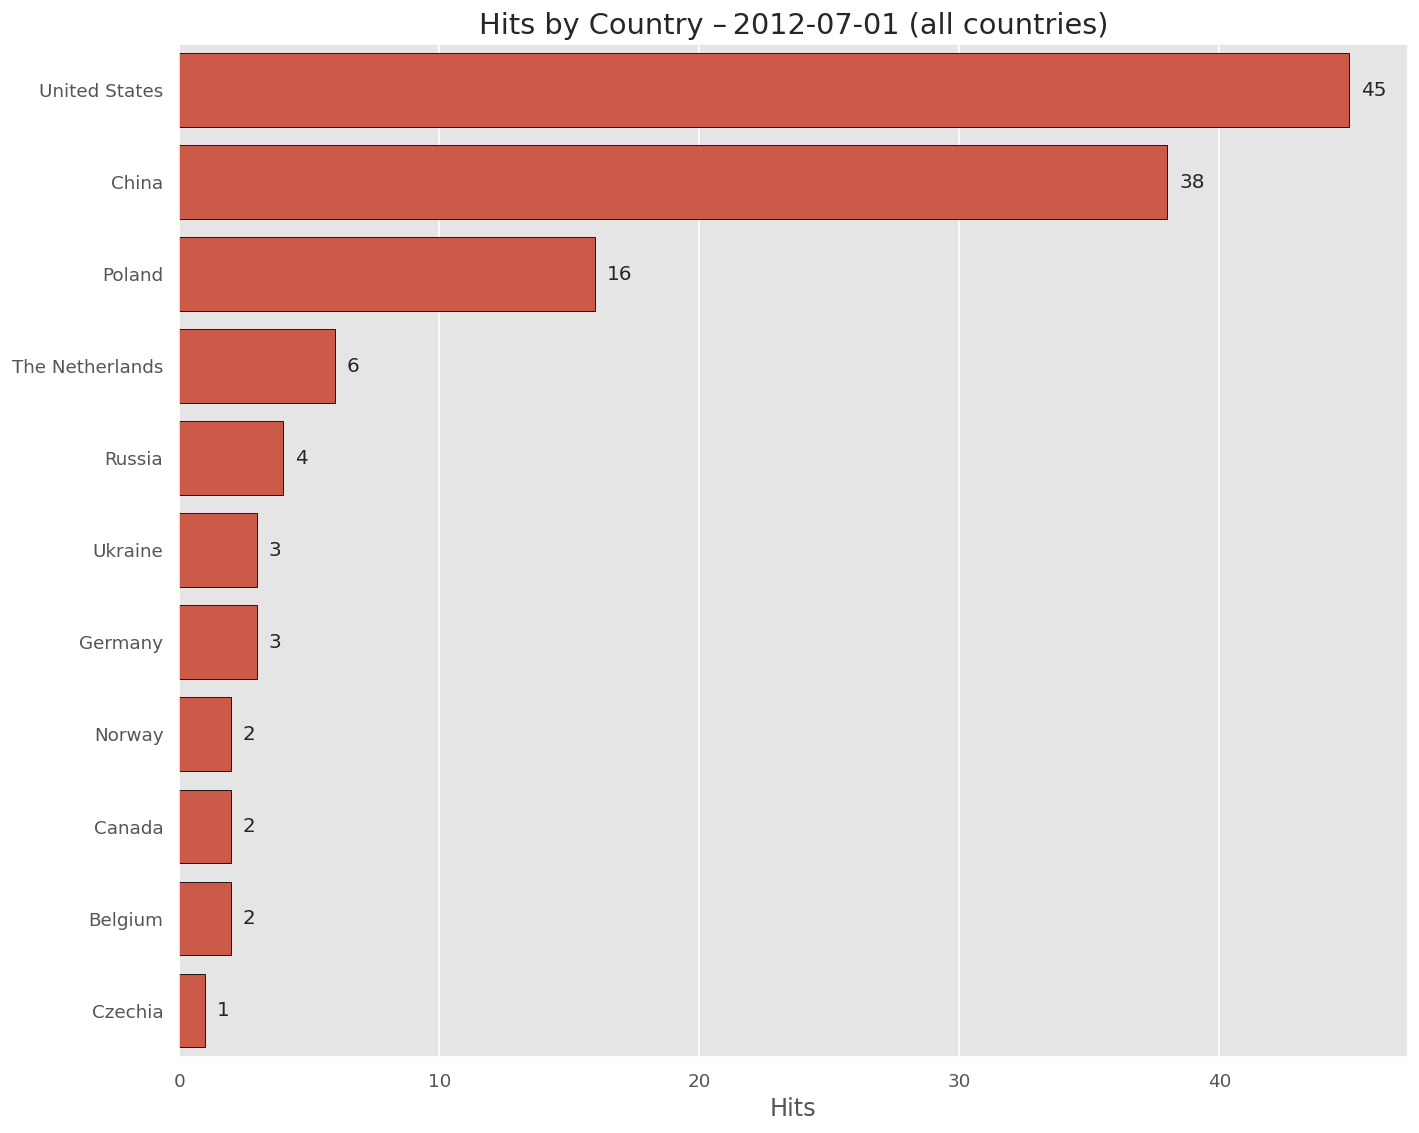 Hits by Country – 2012-07-01 (all countries)
United States 45
China 38
Poland 16
The Netherlands 6
Russia 4
Ukraine 3
Germany 3
Norway 2
Canada 2
Belgium 2
Czechia 1
0 10 20 30 40
Hits